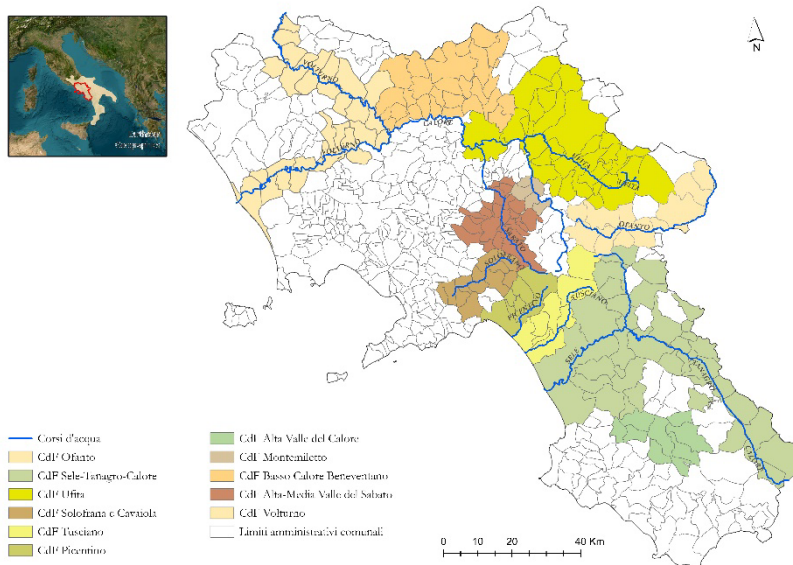 N
VOLTURNO
CALORE
VOLTURNO
UFITA
UFITA
OFANTO
SABATO
SOLOFRANA
PICENTINO
TUSCIANO
SELE
TANAGRO
CALORE
Corsi d'acqua
CdF Ofanto
CdF Sele-Tanagro-Calore
CdF Ufita
CdF Solofrana e Cavaiola
CdF Tusciano
CdF Picentino
CdF Alta Valle del Calore
CdF Montemiletto
CdF Basso Calore Beneventano
CdF Alta-Media Valle del Sabato
CdF Volturno
Limiti amministrativi comunali
0 10 20 40 Km